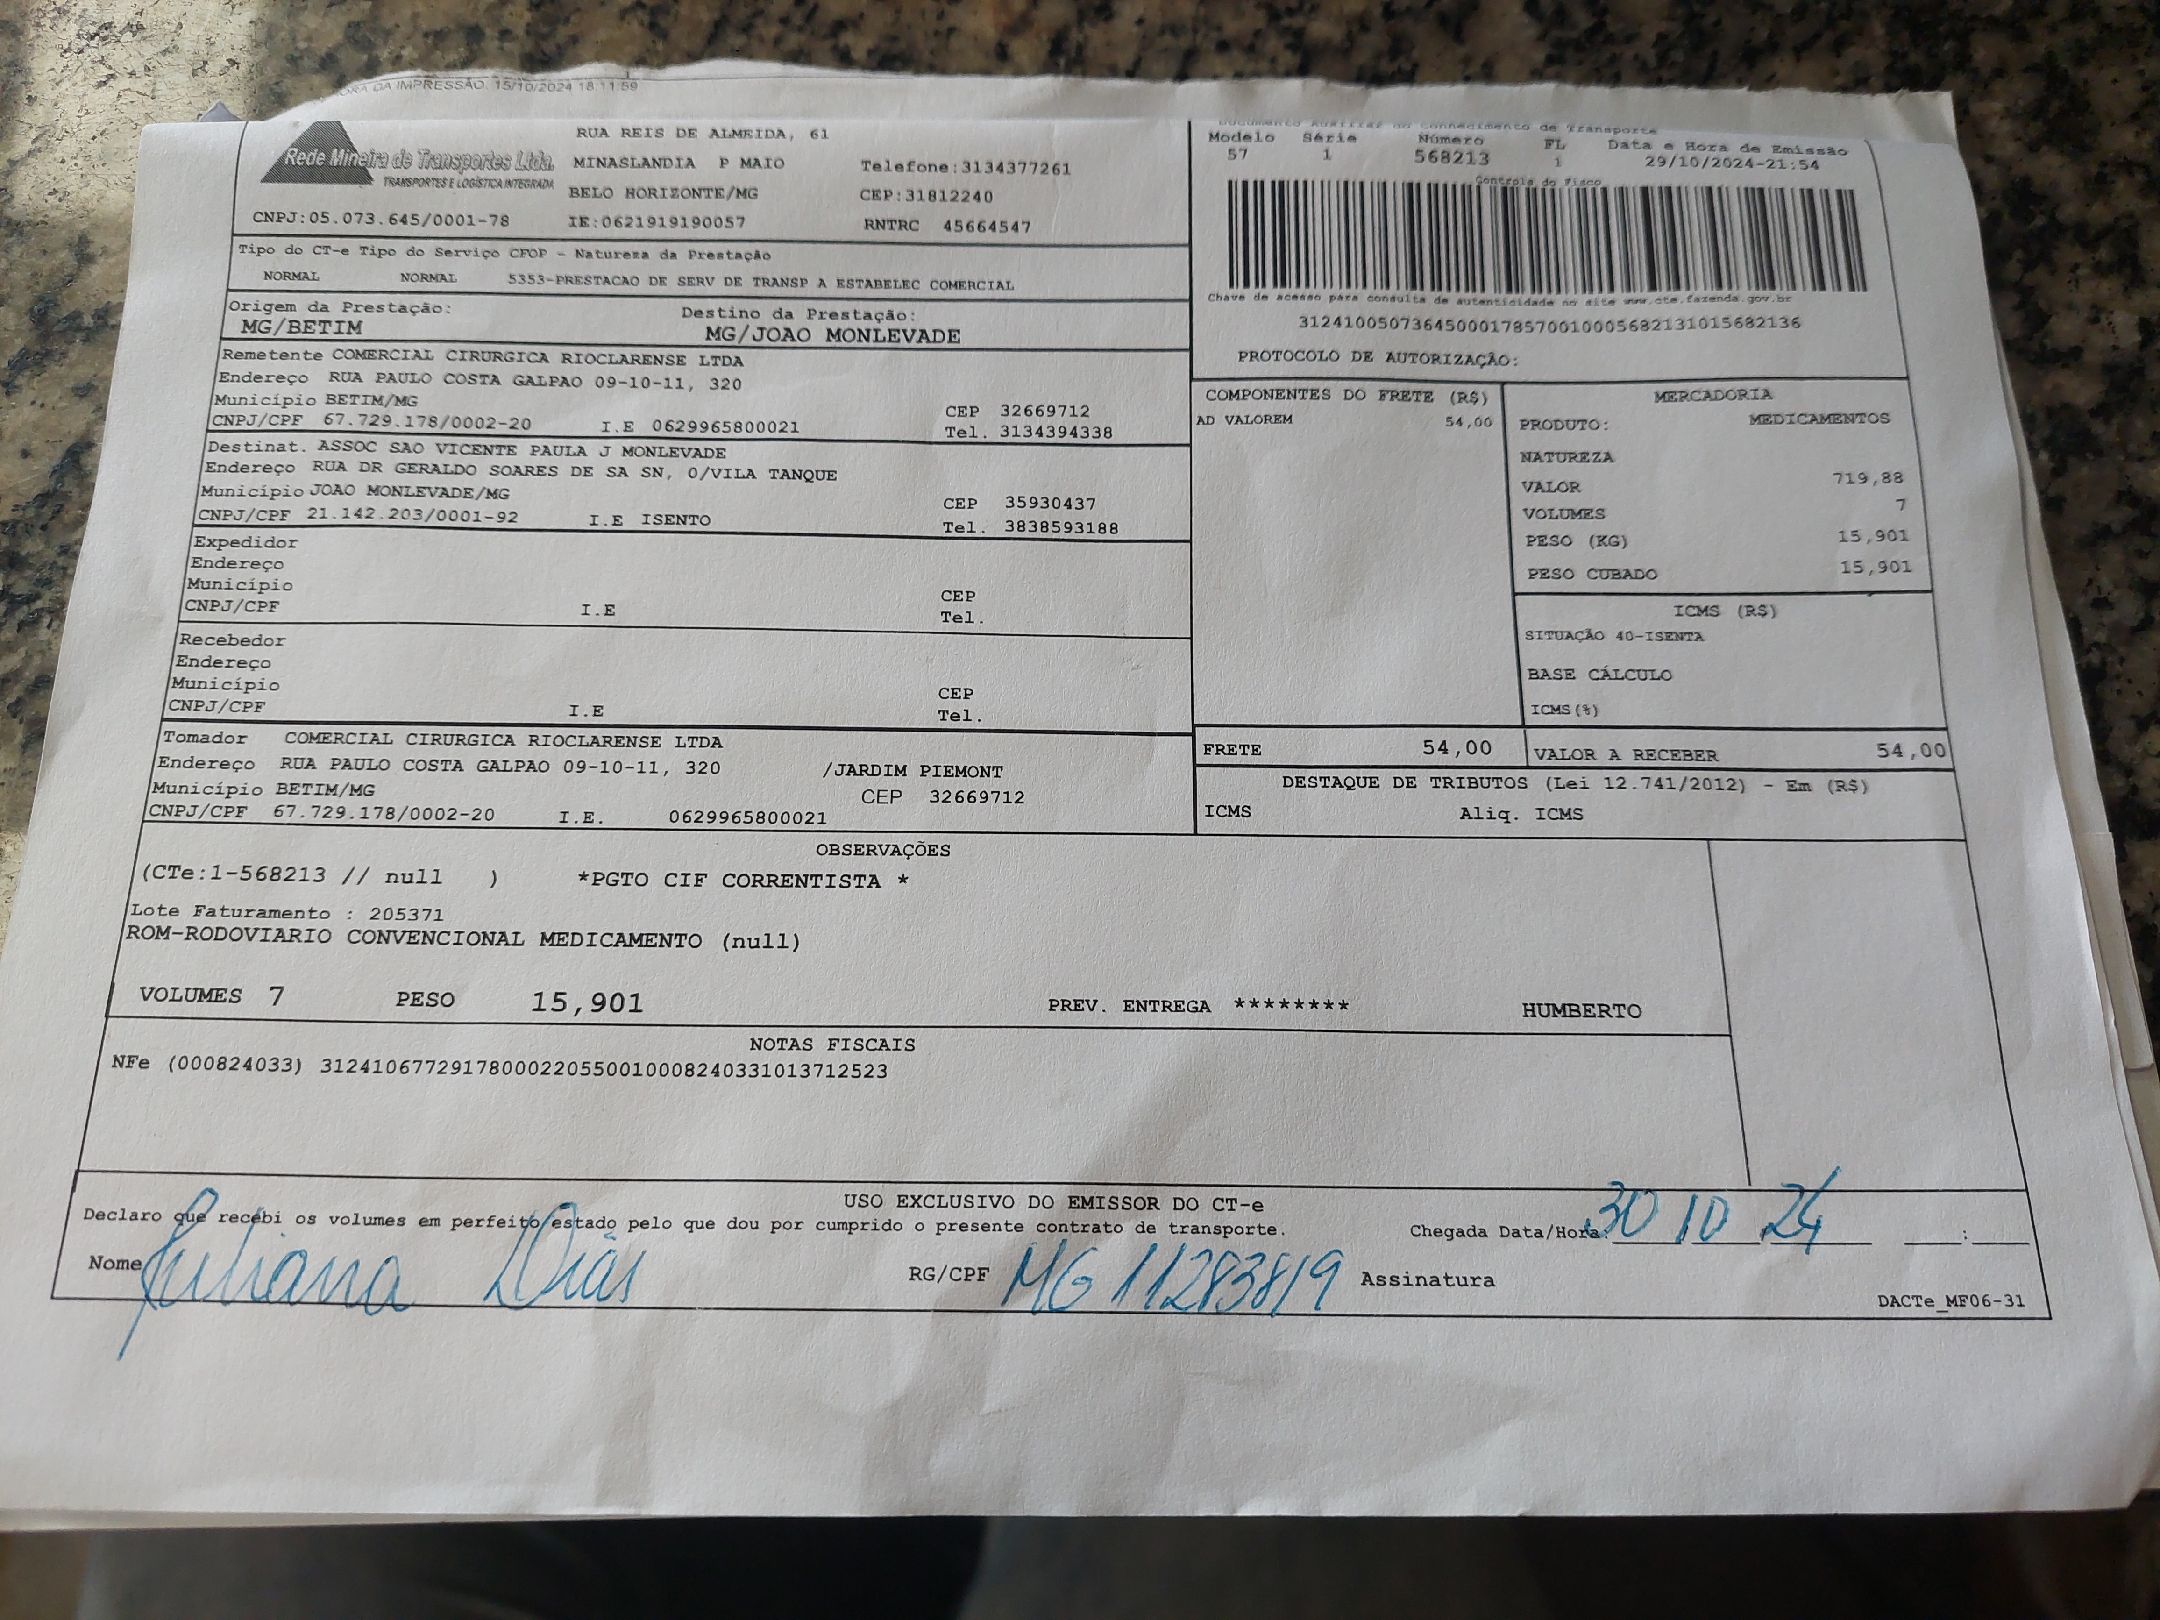 ORA DA IMPRESSÃO. 15/10/2024 18:11:59
Rede Mineira de Transportes Ltda.
TRANSPORTES E LOGÍSTICA INTEGRADA
RUA REIS DE ALMEIDA, 61
MINASLANDIA P MAIO Telefone:3134377261
BELO HORIZONTE/MG CEP:31812240
CNPJ:05.073.645/0001-78 IE:0621919190057 RNTRC 45664547
Documento Auxiliar do Conhecimento de Transporte
Modelo Série Número FL Data e Hora de Emissão
57 1 568213 1 29/10/2024-21:54
Controle do Fisco
Chave de acesso para consulta de autenticidade no site www.cte.fazenda.gov.br
31241005073645000178570010005682131015682136
PROTOCOLO DE AUTORIZAÇÃO:
Tipo do CT-e Tipo do Serviço CFOP - Natureza da Prestação
NORMAL NORMAL 5353-PRESTACAO DE SERV DE TRANSP A ESTABELEC COMERCIAL
Origem da Prestação: Destino da Prestação:
MG/BETIM MG/JOAO MONLEVADE
Remetente COMERCIAL CIRURGICA RIOCLARENSE LTDA
Endereço RUA PAULO COSTA GALPAO 09-10-11, 320
Município BETIM/MG CEP 32669712
CNPJ/CPF 67.729.178/0002-20 I.E 0629965800021 Tel. 3134394338
Destinat. ASSOC SAO VICENTE PAULA J MONLEVADE
Endereço RUA DR GERALDO SOARES DE SA SN, 0/VILA TANQUE
Município JOAO MONLEVADE/MG CEP 35930437
CNPJ/CPF 21.142.203/0001-92 I.E ISENTO Tel. 3838593188
Expedidor
Endereço
Município CEP
CNPJ/CPF I.E Tel.
Recebedor
Endereço
Município CEP
CNPJ/CPF I.E Tel.
Tomador COMERCIAL CIRURGICA RIOCLARENSE LTDA
Endereço RUA PAULO COSTA GALPAO 09-10-11, 320 /JARDIM PIEMONT
Município BETIM/MG CEP 32669712
CNPJ/CPF 67.729.178/0002-20 I.E. 0629965800021
COMPONENTES DO FRETE (R$)
AD VALOREM 54,00
MERCADORIA
PRODUTO: MEDICAMENTOS
NATUREZA
VALOR 719,88
VOLUMES 7
PESO (KG) 15,901
PESO CUBADO 15,901
ICMS (R$)
SITUAÇÃO 40-ISENTA
BASE CÁLCULO
ICMS(%)
FRETE 54,00 VALOR A RECEBER 54,00
DESTAQUE DE TRIBUTOS (Lei 12.741/2012) - Em (R$)
ICMS Aliq. ICMS
OBSERVAÇÕES
(CTe:1-568213 // null ) *PGTO CIF CORRENTISTA *
Lote Faturamento : 205371
ROM-RODOVIARIO CONVENCIONAL MEDICAMENTO (null)
VOLUMES 7 PESO 15,901 PREV. ENTREGA ******** HUMBERTO
NOTAS FISCAIS
NFe (000824033) 31241067729178000220550010008240331013712523
USO EXCLUSIVO DO EMISSOR DO CT-e
Declaro que recebi os volumes em perfeito estado pelo que dou por cumprido o presente contrato de transporte. Chegada Data/Hora: 30 10 24 :
Nome Juliana Dias RG/CPF MG 11283819 Assinatura
DACTe_MF06-31